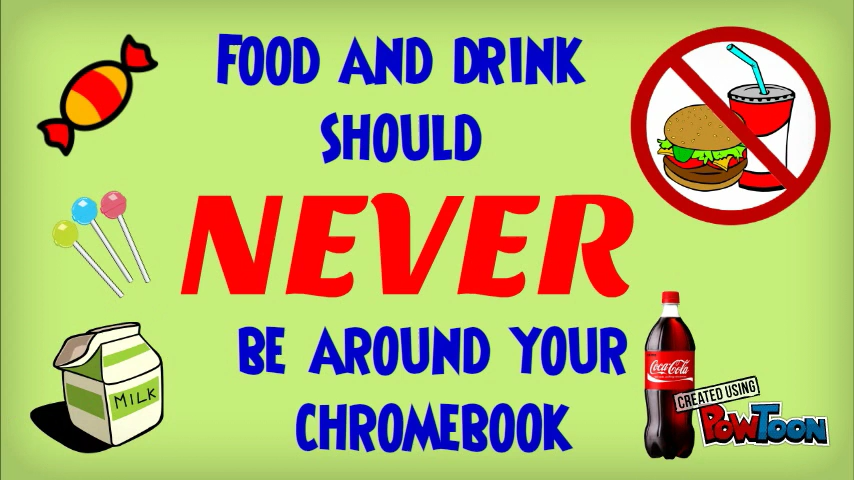 FOOD AND DRINK
SHOULD
NEVER
BE AROUND YOUR
CHROMEBOOK
MILK
Coca-Cola
CREATED USING
POWTOON